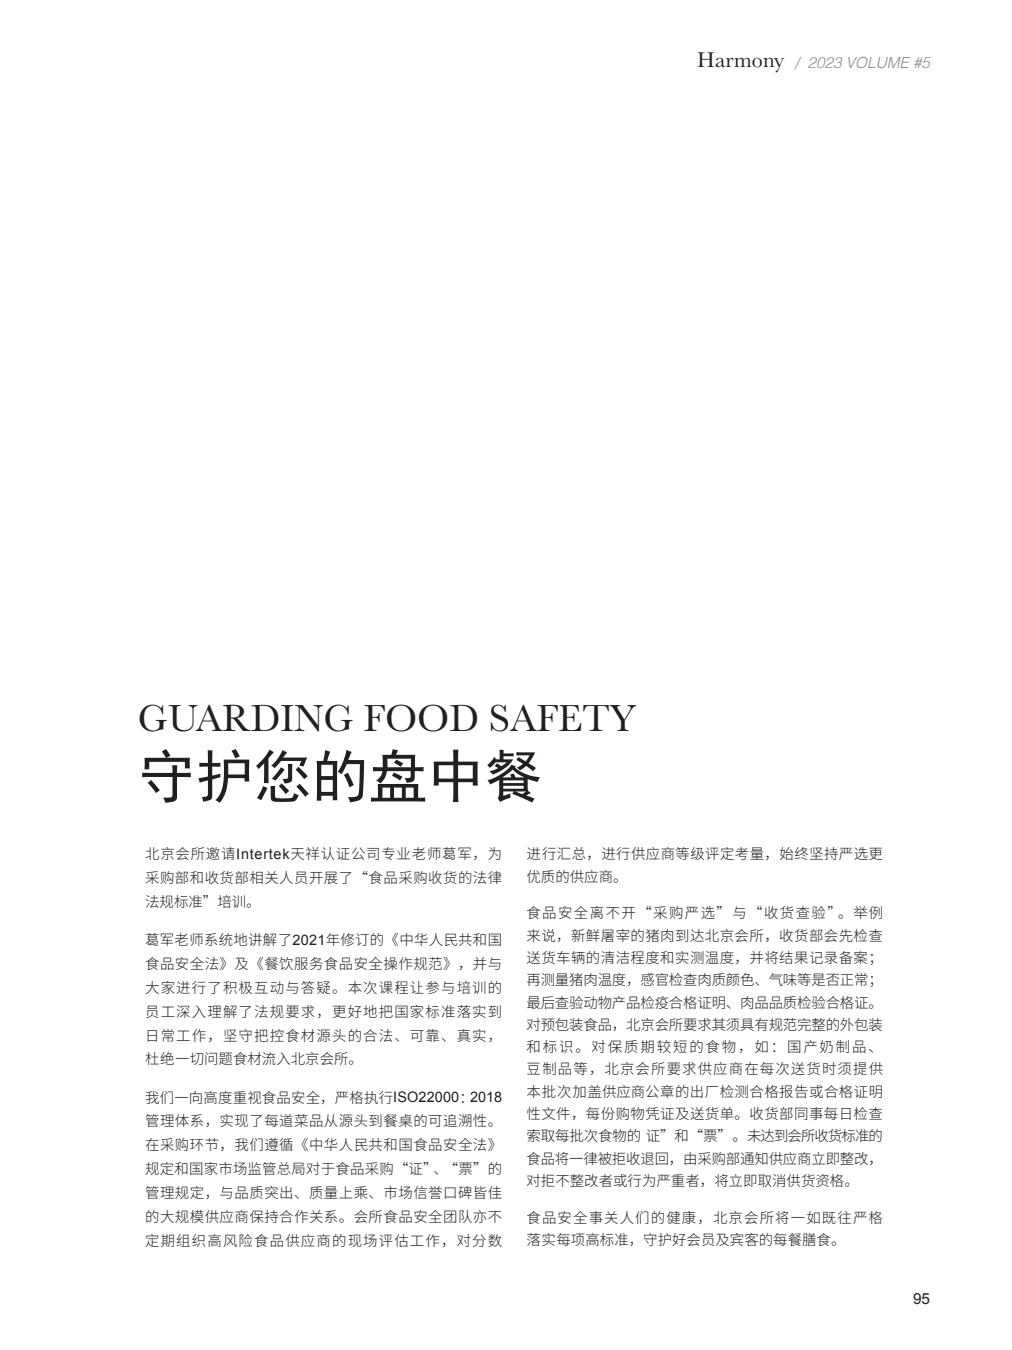 Harmony / 2023 VOLUME #5
GUARDING FOOD SAFETY
守护您的盘中餐
北京会所邀请Intertek天祥认证公司专业老师葛军，为
采购部和收货部相关人员开展了“食品采购收货的法律
法规标准”培训。
葛军老师系统地讲解了2021年修订的《中华人民共和国
食品安全法》及《餐饮服务食品安全操作规范》，并与
大家进行了积极互动与答疑。本次课程让参与培训的
员工深入理解了法规要求，更好地把国家标准落实到
日常工作，坚守把控食材源头的合法、可靠、真实，
杜绝一切问题食材流入北京会所。
我们一向高度重视食品安全，严格执行ISO22000：2018
管理体系，实现了每道菜品从源头到餐桌的可追溯性。
在采购环节，我们遵循《中华人民共和国食品安全法》
规定和国家市场监管总局对于食品采购“证”、“票”的
管理规定，与品质突出、质量上乘、市场信誉口碑皆佳
的大规模供应商保持合作关系。会所食品安全团队亦不
定期组织高风险食品供应商的现场评估工作，对分数
进行汇总，进行供应商等级评定考量，始终坚持严选更
优质的供应商。
食品安全离不开“采购严选”与“收货查验”。举例
来说，新鲜屠宰的猪肉到达北京会所，收货部会先检查
送货车辆的清洁程度和实测温度，并将结果记录备案；
再测量猪肉温度，感官检查肉质颜色、气味等是否正常；
最后查验动物产品检疫合格证明、肉品品质检验合格证。
对预包装食品，北京会所要求其须具有规范完整的外包装
和标识。对保质期较短的食物，如：国产奶制品、
豆制品等，北京会所要求供应商在每次送货时须提供
本批次加盖供应商公章的出厂检测合格报告或合格证明
性文件，每份购物凭证及送货单。收货部同事每日检查
索取每批次食物的 证”和“票”。未达到会所收货标准的
食品将一律被拒收退回，由采购部通知供应商立即整改，
对拒不整改者或行为严重者，将立即取消供货资格。
食品安全事关人们的健康，北京会所将一如既往严格
落实每项高标准，守护好会员及宾客的每餐膳食。
95